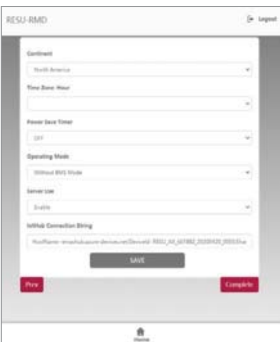 RESU-RMD
Logout
Continent
North America
Time Zone Hour
Power Save Timer
OFF
Operating Mode
Without BMS Mode
Server Use
Enable
IotHub Connection String
SAVE
Prev
Complete
Home